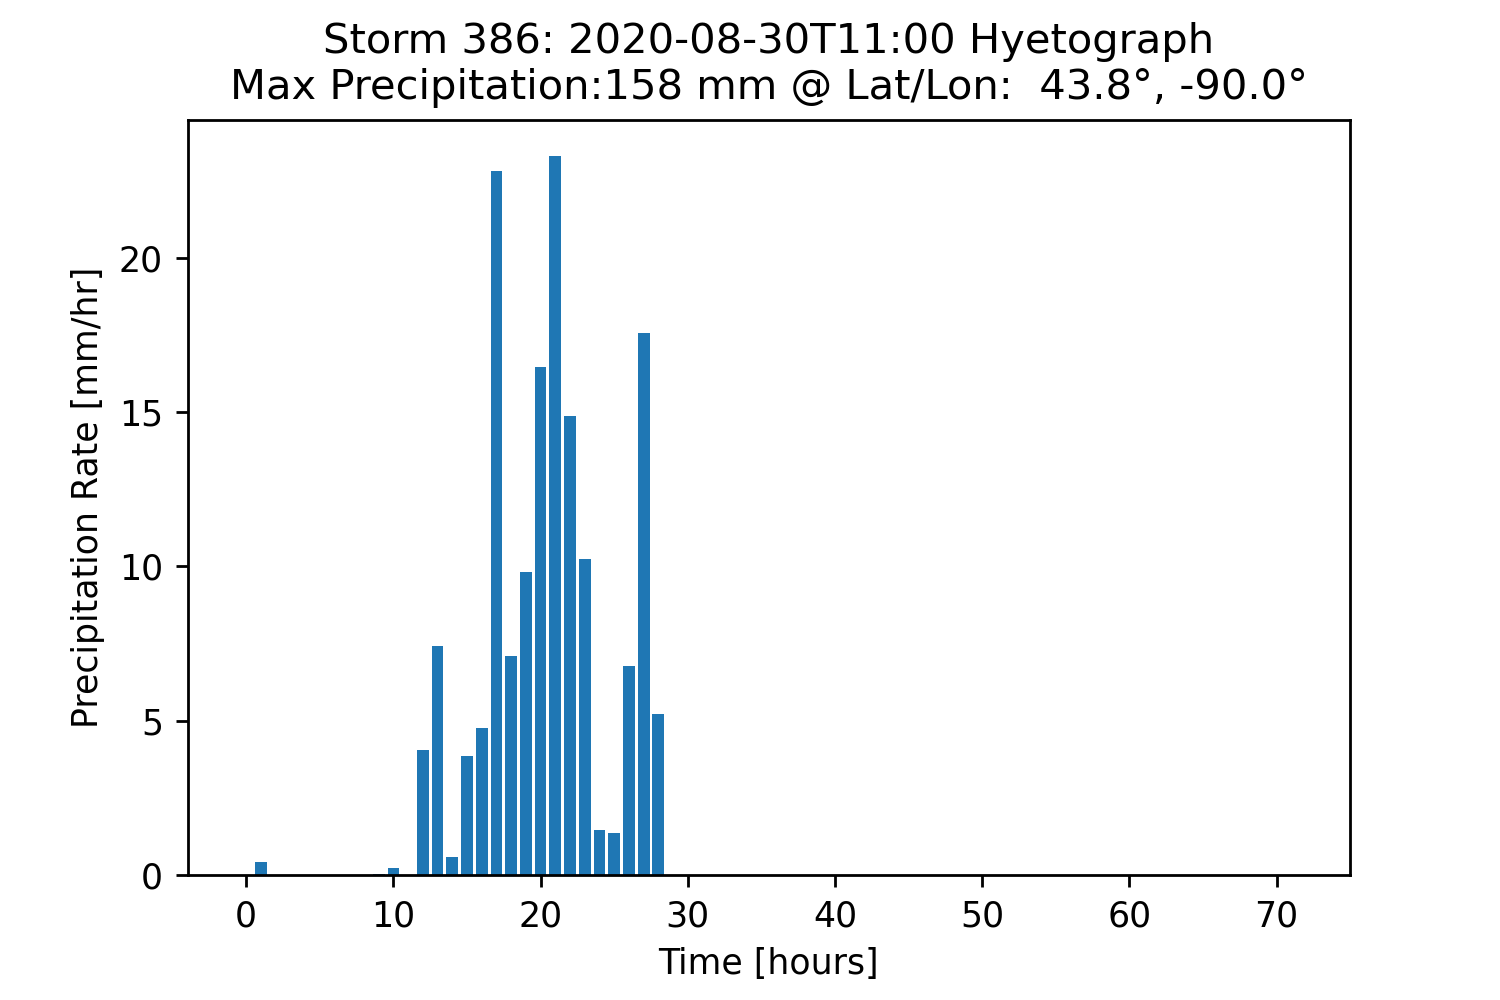 Storm 386: 2020-08-30T11:00 Hyetograph
Max Precipitation:158 mm @ Lat/Lon:  43.8°, -90.0°
Precipitation Rate [mm/hr]
20
15
10
5
0
0 10 20 30 40 50 60 70
Time [hours]